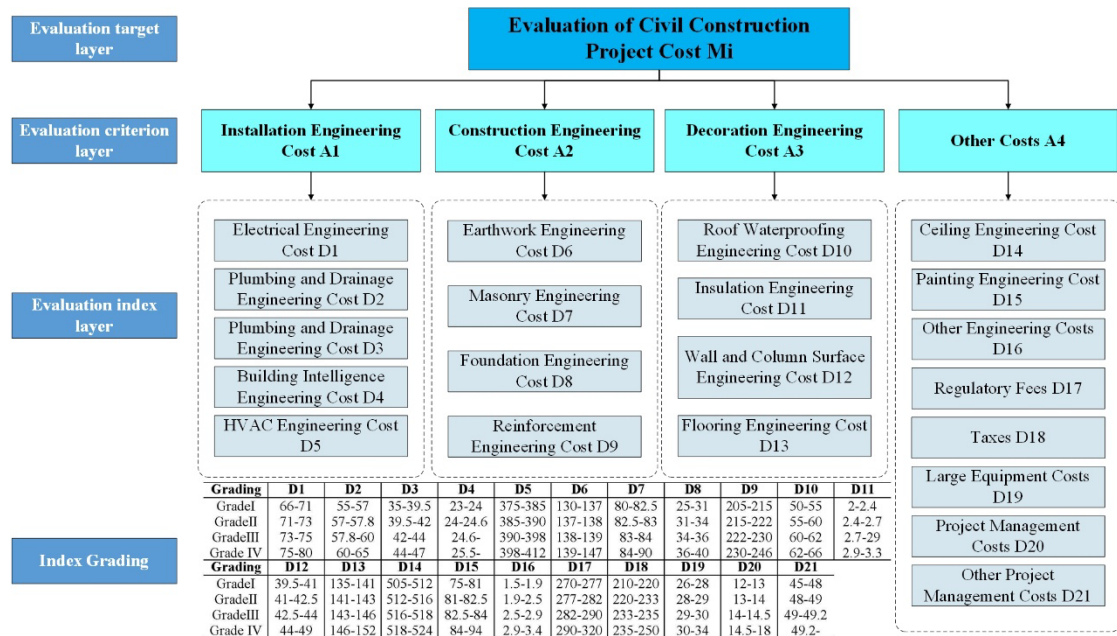 Evaluation target
layer
Evaluation of Civil Construction
Project Cost Mi
Evaluation criterion
layer
Installation Engineering
Cost A1
Construction Engineering
Cost A2
Decoration Engineering
Cost A3
Other Costs A4
Evaluation index
layer
Electrical Engineering
Cost D1
Plumbing and Drainage
Engineering Cost D2
Plumbing and Drainage
Engineering Cost D3
Building Intelligence
Engineering Cost D4
HVAC Engineering Cost
D5
Earthwork Engineering
Cost D6
Masonry Engineering
Cost D7
Foundation Engineering
Cost D8
Reinforcement
Engineering Cost D9
Roof Waterproofing
Engineering Cost D10
Insulation Engineering
Cost D11
Wall and Column Surface
Engineering Cost D12
Flooring Engineering Cost
D13
Ceiling Engineering Cost
D14
Painting Engineering Cost
D15
Other Engineering Costs
D16
Regulatory Fees D17
Taxes D18
Large Equipment Costs
D19
Project Management
Costs D20
Other Project
Management Costs D21
Index Grading
Grading D1 D2 D3 D4 D5 D6 D7 D8 D9 D10 D11
GradeI 66-71 55-57 35-39.5 23-24 375-385 130-137 80-82.5 25-31 205-215 50-55 2-2.4
GradeII 71-73 57-57.8 39.5-42 24-24.6 385-390 137-138 82.5-83 31-34 215-222 55-60 2.4-2.7
GradeIII 73-75 57.8-60 42-44 24.6- 390-398 138-139 83-84 34-36 222-230 60-62 2.7-29
Grade IV 75-80 60-65 44-47 25.5- 398-412 139-147 84-90 36-40 230-246 62-66 2.9-3.3
Grading D12 D13 D14 D15 D16 D17 D18 D19 D20 D21
GradeI 39.5-41 135-141 505-512 75-81 1.5-1.9 270-277 210-220 26-28 12-13 45-48
GradeII 41-42.5 141-143 512-516 81-82.5 1.9-2.5 277-282 220-233 28-29 13-14 48-49
GradeIII 42.5-44 143-146 516-518 82.5-84 2.5-2.9 282-290 233-235 29-30 14-14.5 49-49.2
Grade IV 44-49 146-152 518-524 84-94 2.9-3.4 290-320 235-250 30-34 14.5-18 49.2-